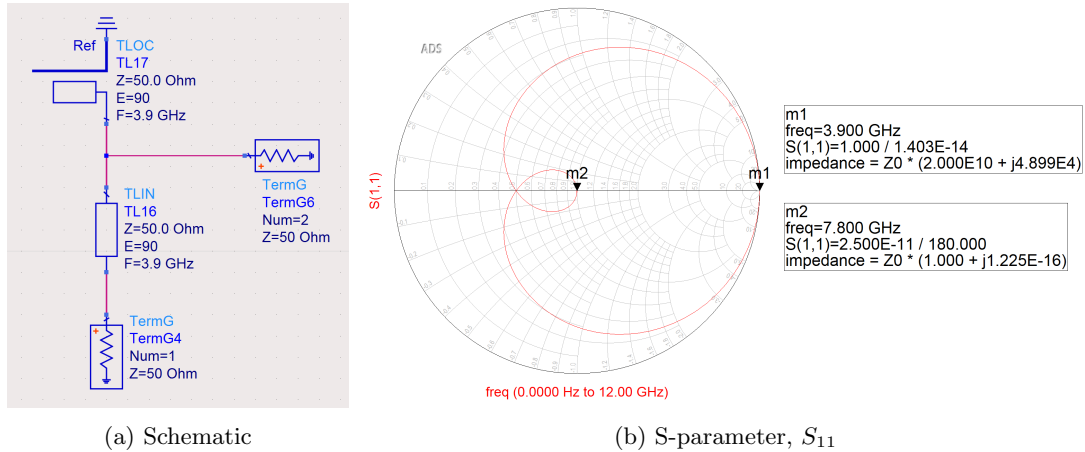 Ref
TLOC
TL17
Z=50.0 Ohm
E=90
F=3.9 GHz
TermG
TermG6
Num=2
Z=50 Ohm
TLIN
TL16
Z=50.0 Ohm
E=90
F=3.9 GHz
TermG
TermG4
Num=1
Z=50 Ohm
(a) Schematic
ADS
S(1,1)
m2
m1
freq (0.0000 Hz to 12.00 GHz)
m1
freq=3.900 GHz
S(1,1)=1.000 / 1.403E-14
impedance = Z0 * (2.000E10 + j4.899E4)
m2
freq=7.800 GHz
S(1,1)=2.500E-11 / 180.000
impedance = Z0 * (1.000 + j1.225E-16)
(b) S-parameter, S11